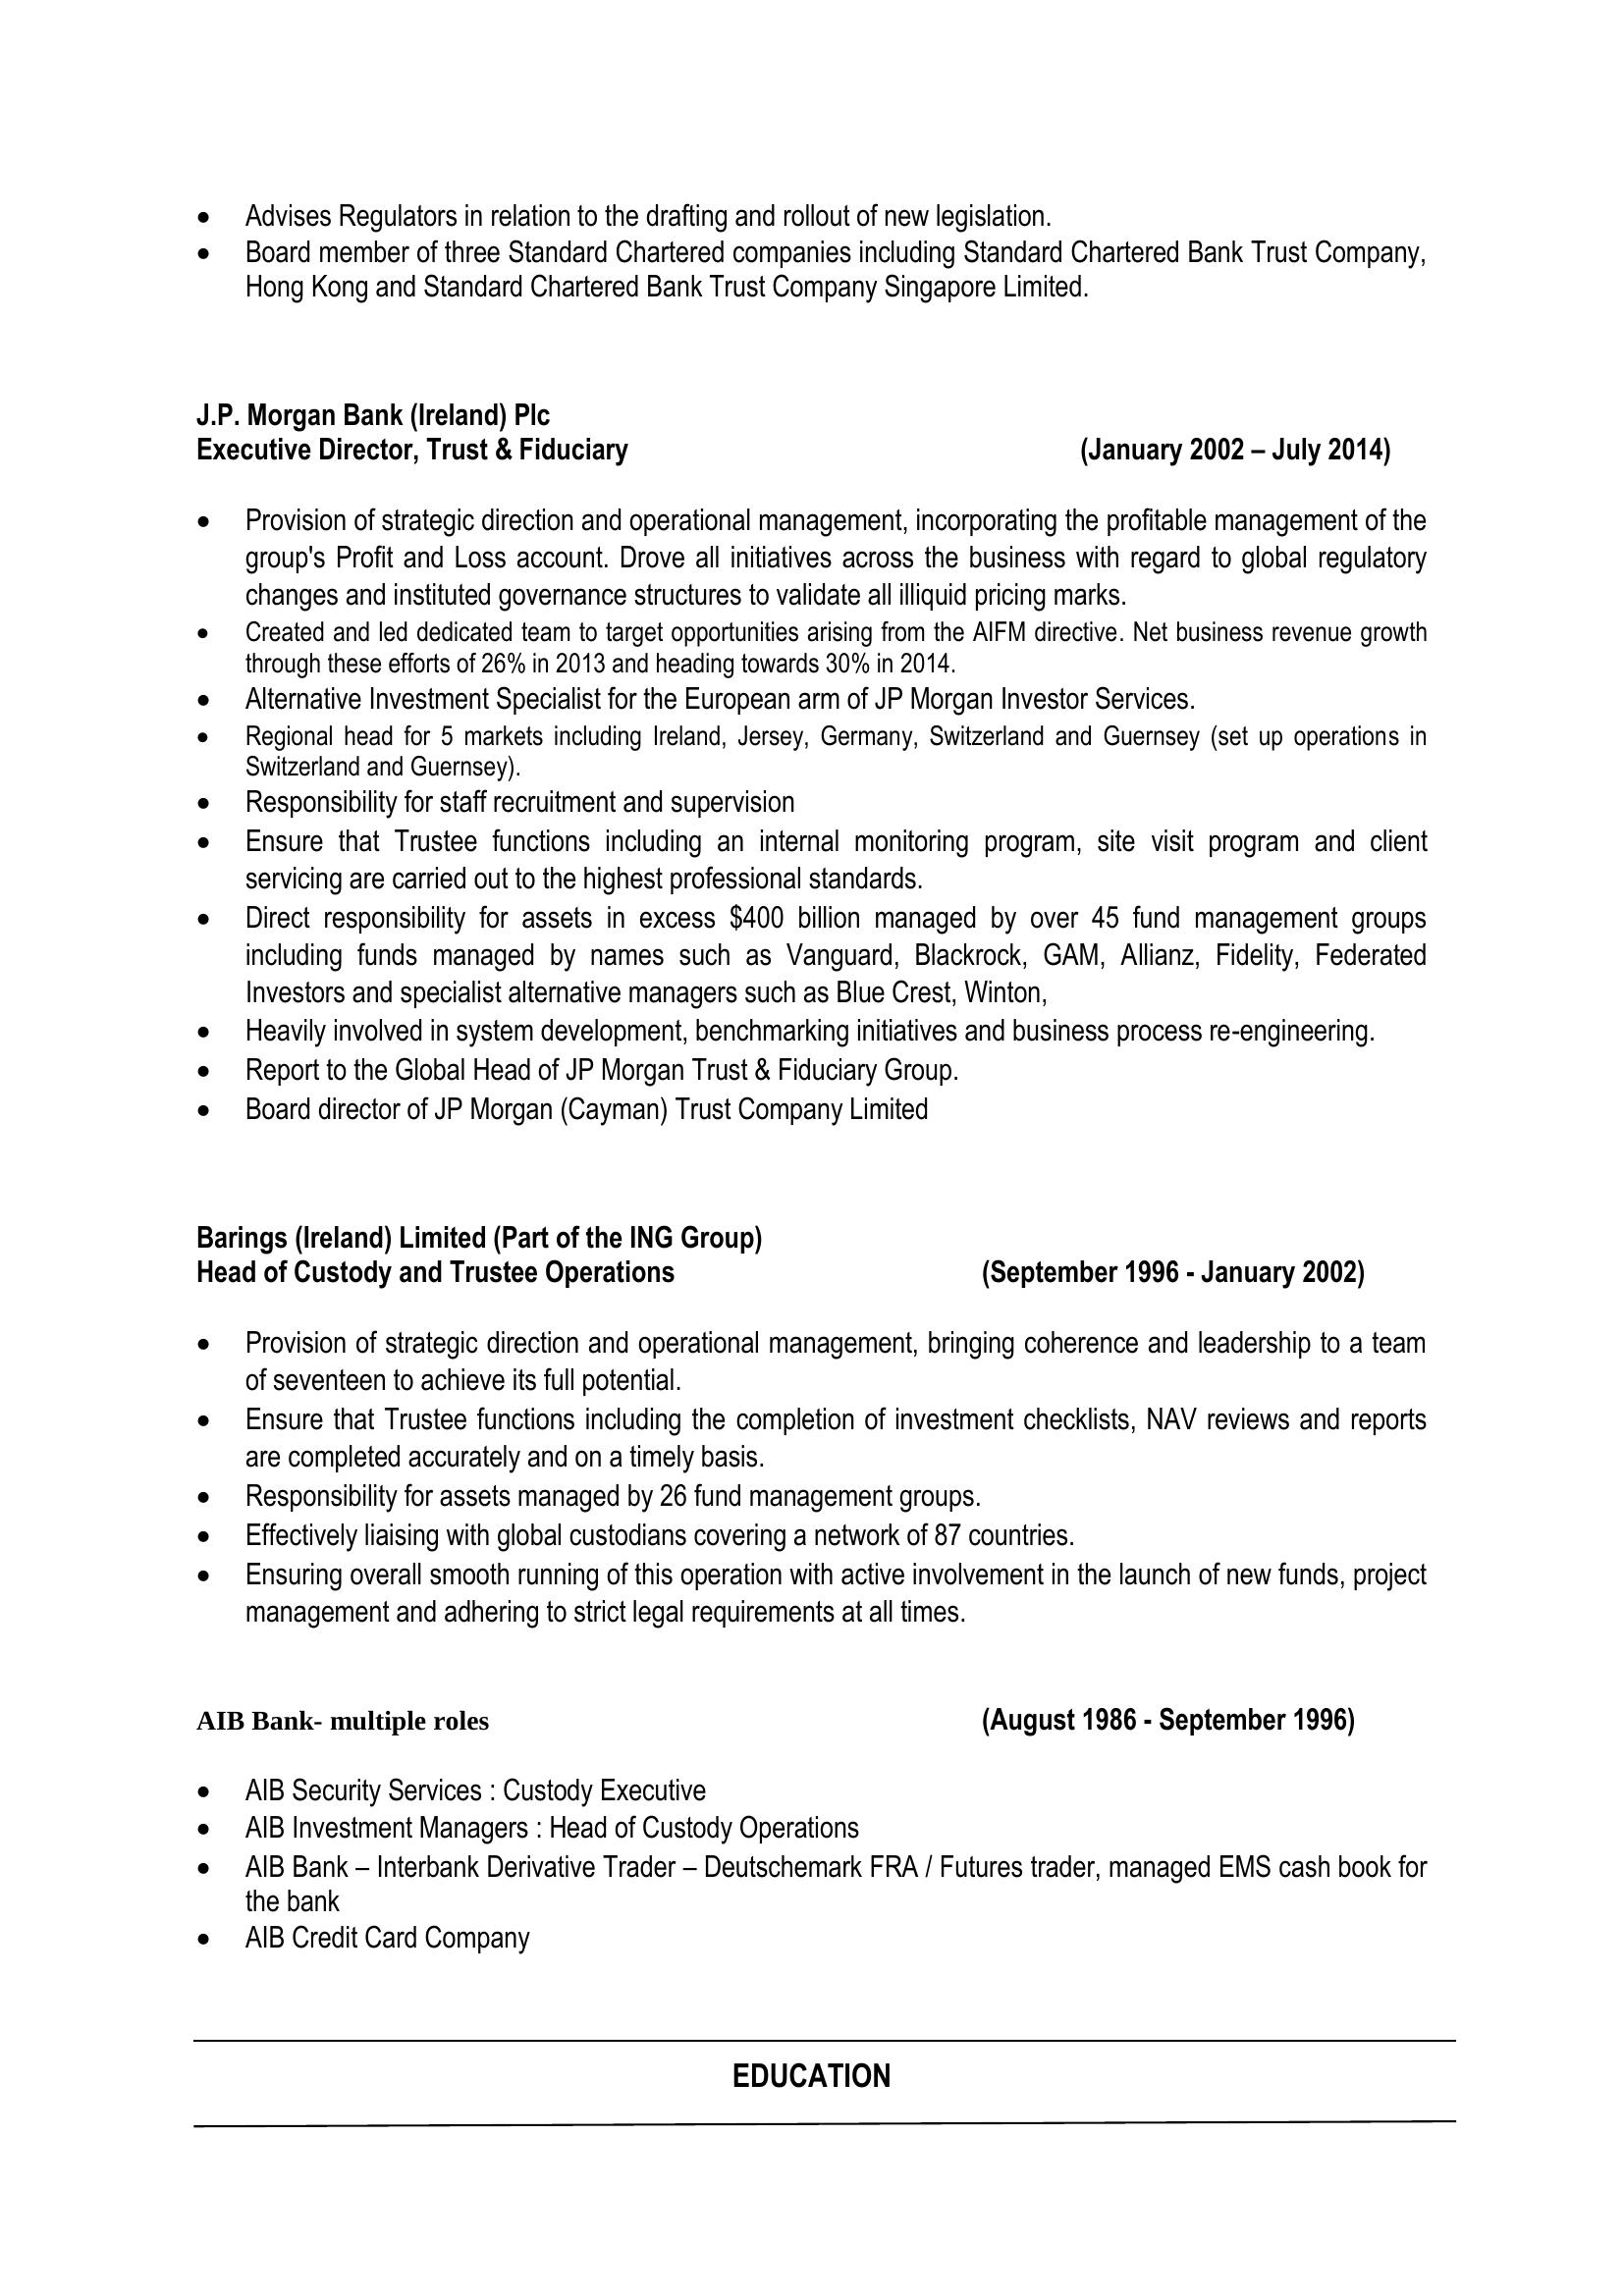 • Advises Regulators in relation to the drafting and rollout of new legislation.
• Board member of three Standard Chartered companies including Standard Chartered Bank Trust Company,
Hong Kong and Standard Chartered Bank Trust Company Singapore Limited.
J.P. Morgan Bank (Ireland) Plc
Executive Director, Trust & Fiduciary (January 2002 – July 2014)
• Provision of strategic direction and operational management, incorporating the profitable management of the
group's Profit and Loss account. Drove all initiatives across the business with regard to global regulatory
changes and instituted governance structures to validate all illiquid pricing marks.
• Created and led dedicated team to target opportunities arising from the AIFM directive. Net business revenue growth
through these efforts of 26% in 2013 and heading towards 30% in 2014.
• Alternative Investment Specialist for the European arm of JP Morgan Investor Services.
• Regional head for 5 markets including Ireland, Jersey, Germany, Switzerland and Guernsey (set up operations in
Switzerland and Guernsey).
• Responsibility for staff recruitment and supervision
• Ensure that Trustee functions including an internal monitoring program, site visit program and client
servicing are carried out to the highest professional standards.
• Direct responsibility for assets in excess $400 billion managed by over 45 fund management groups
including funds managed by names such as Vanguard, Blackrock, GAM, Allianz, Fidelity, Federated
Investors and specialist alternative managers such as Blue Crest, Winton,
• Heavily involved in system development, benchmarking initiatives and business process re-engineering.
• Report to the Global Head of JP Morgan Trust & Fiduciary Group.
• Board director of JP Morgan (Cayman) Trust Company Limited
Barings (Ireland) Limited (Part of the ING Group)
Head of Custody and Trustee Operations (September 1996 - January 2002)
• Provision of strategic direction and operational management, bringing coherence and leadership to a team
of seventeen to achieve its full potential.
• Ensure that Trustee functions including the completion of investment checklists, NAV reviews and reports
are completed accurately and on a timely basis.
• Responsibility for assets managed by 26 fund management groups.
• Effectively liaising with global custodians covering a network of 87 countries.
• Ensuring overall smooth running of this operation with active involvement in the launch of new funds, project
management and adhering to strict legal requirements at all times.
AIB Bank- multiple roles (August 1986 - September 1996)
• AIB Security Services : Custody Executive
• AIB Investment Managers : Head of Custody Operations
• AIB Bank – Interbank Derivative Trader – Deutschemark FRA / Futures trader, managed EMS cash book for
the bank
• AIB Credit Card Company
EDUCATION